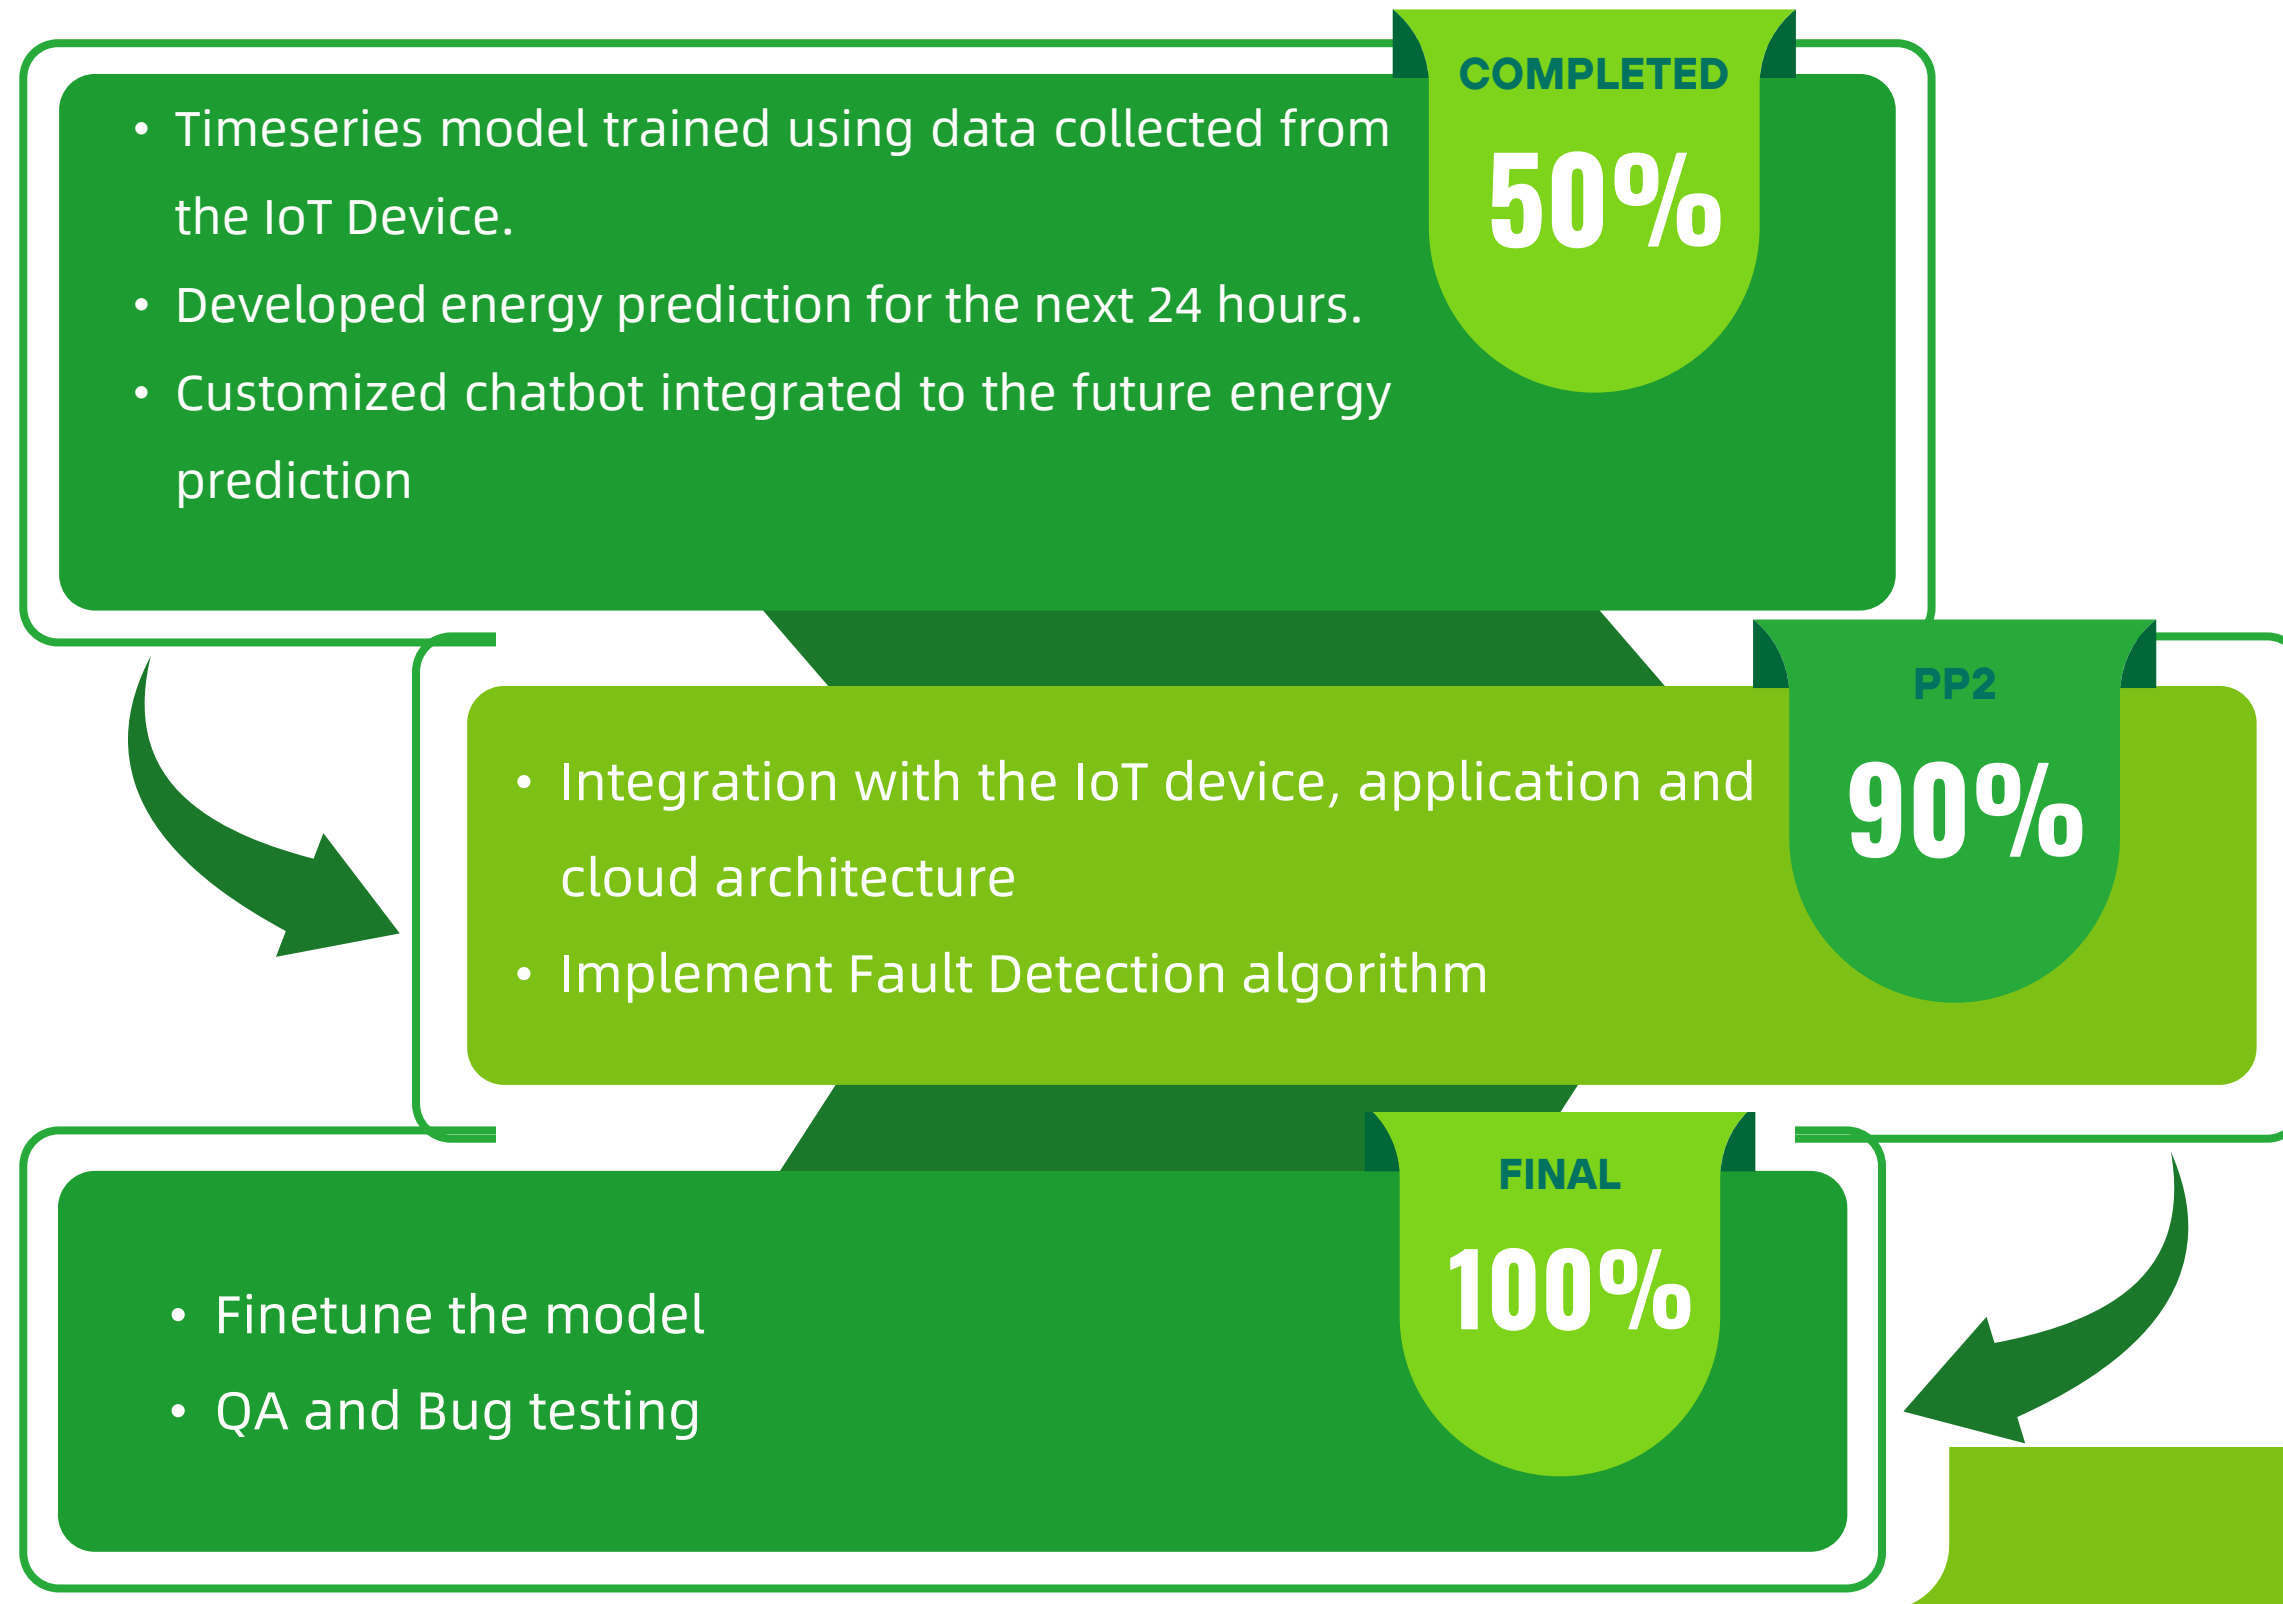 COMPLETED
50%
• Timeseries model trained using data collected from
the IoT Device.
• Developed energy prediction for the next 24 hours.
• Customized chatbot integrated to the future energy
prediction
PP2
90%
• Integration with the IoT device, application and
cloud architecture
• Implement Fault Detection algorithm
FINAL
100%
• Finetune the model
• QA and Bug testing